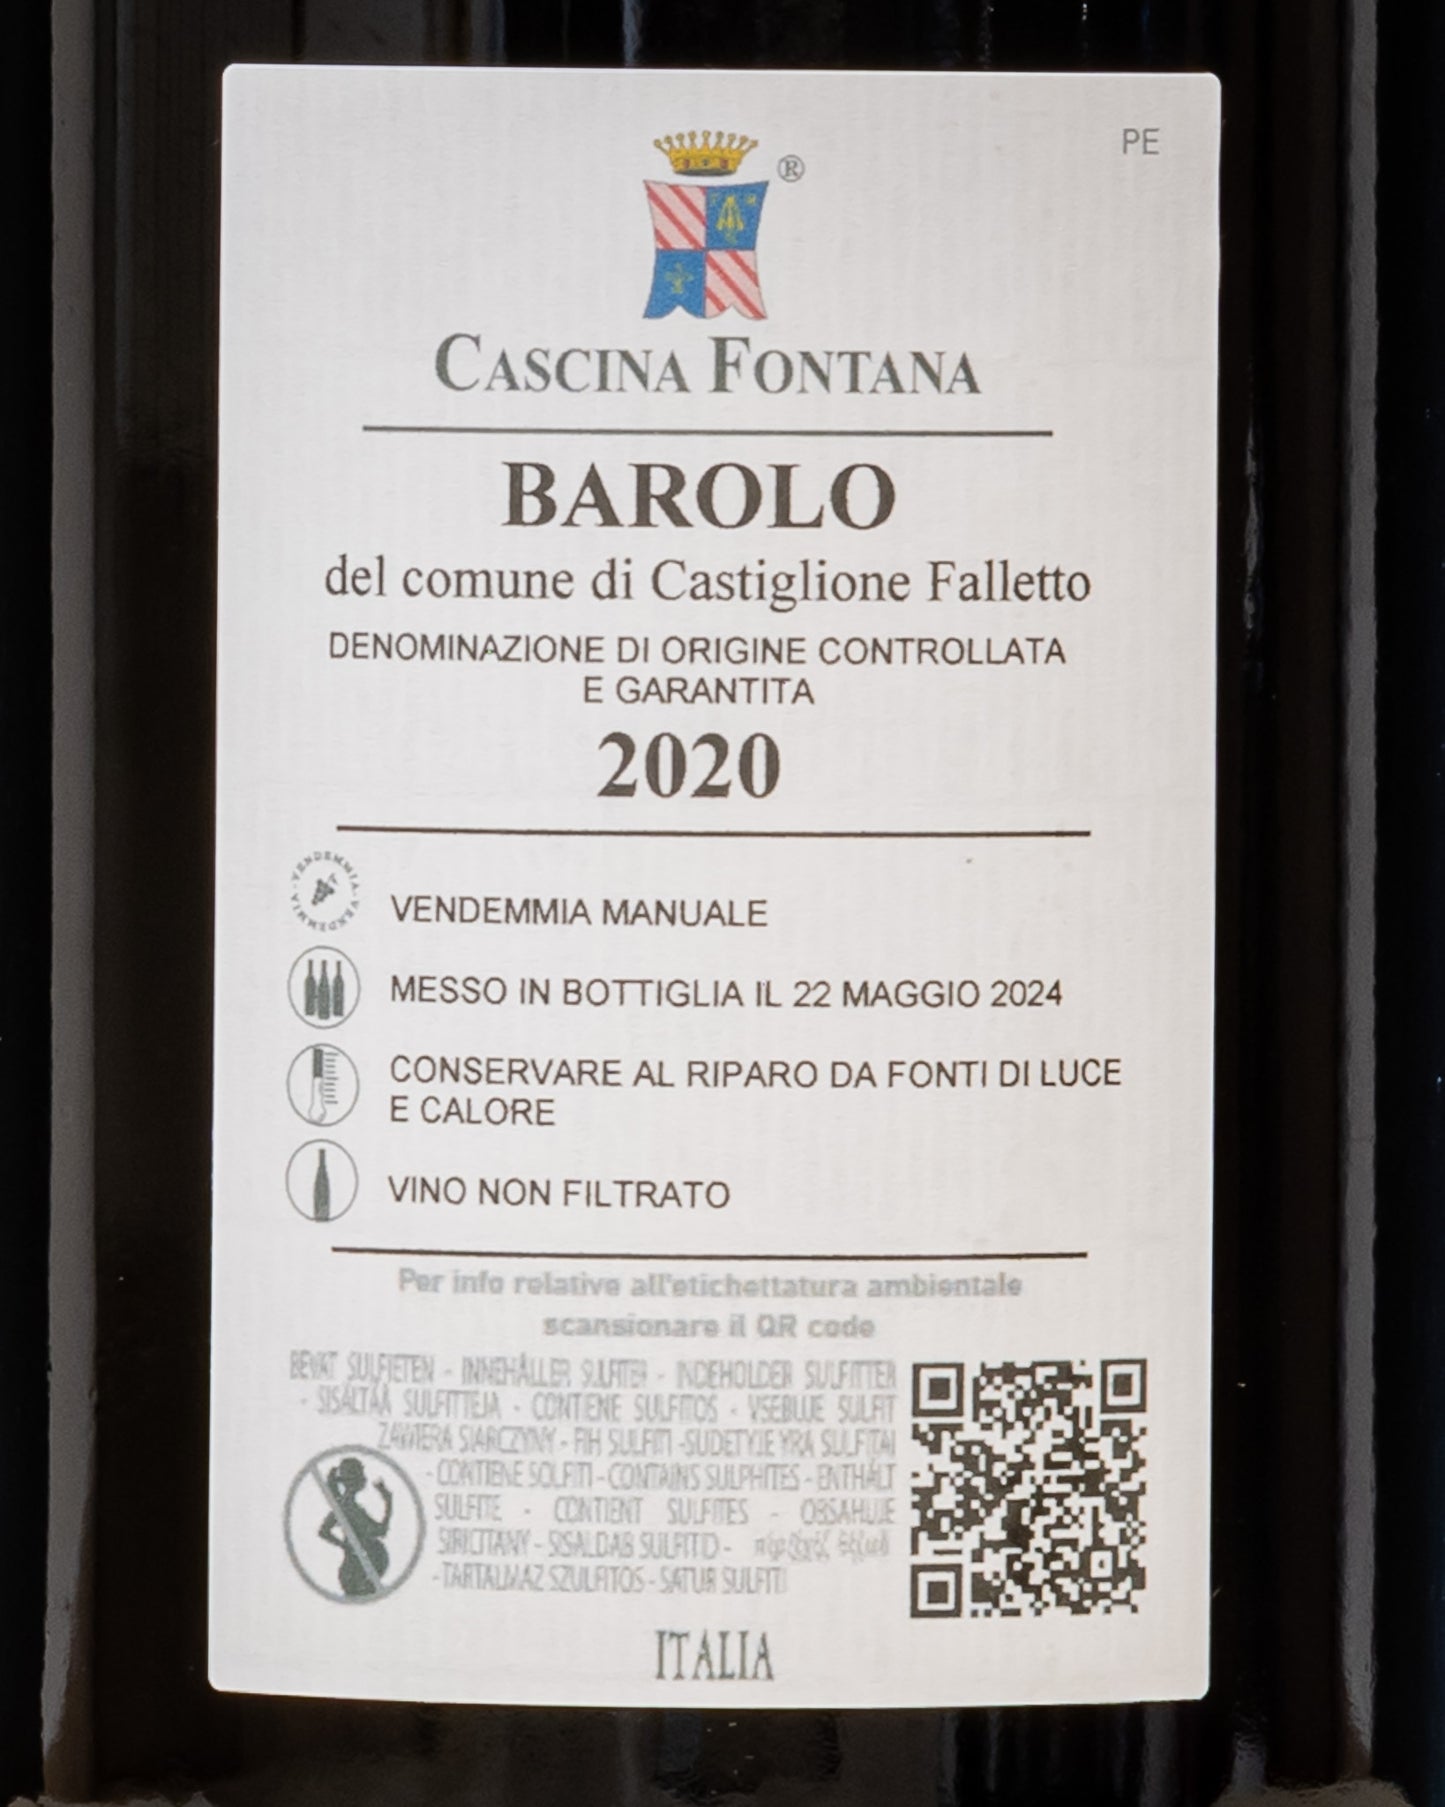 PE
®
CASCINA FONTANA
BAROLO
del comune di Castiglione Falletto
DENOMINAZIONE DI ORIGINE CONTROLLATA
E GARANTITA
2020
VENDEMMIA · VENDEMMIA
VENDEMMIA MANUALE
MESSO IN BOTTIGLIA IL 22 MAGGIO 2024
CONSERVARE AL RIPARO DA FONTI DI LUCE
E CALORE
VINO NON FILTRATO
Per info relative all'etichettatura ambientale
scansionare il QR code
BEVAT SULFIETEN - INNEHÅLLER SULFITER - INDEHOLDER SULFITTER
- SISÄLTÄÄ SULFITTEJA - CONTIENE SULFITOS - VSEBUJE SULFIT
ZAWIERA SIARCZYNY - FIH SULFITI -SUDETYJE YRA SULFITAI
- CONTIENE SOLFITI - CONTAINS SULPHITES - ENTHÄLT
SULFITE - CONTIENT SULFITES - OBSAHUJE
SIRICITANY - SISALDAB SULFITID -
- TARTALMAZ SZULFITOS - SATUR SULFITI
ITALIA